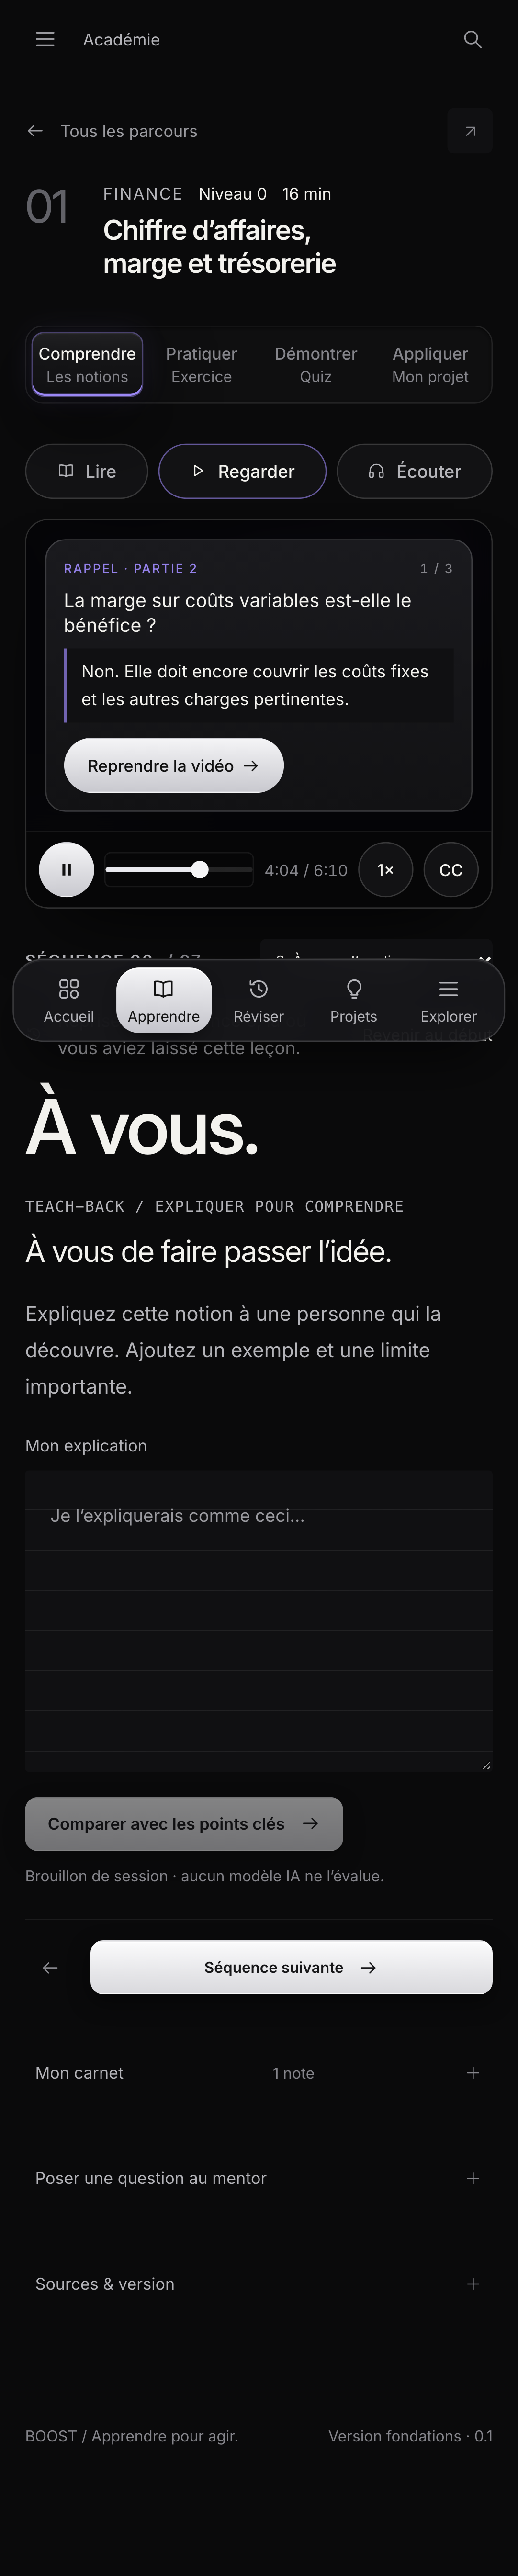 Académie
Tous les parcours
01
FINANCE Niveau 0 16 min
Chiffre d’affaires,
marge et trésorerie
Comprendre
Les notions
Pratiquer
Exercice
Démontrer
Quiz
Appliquer
Mon projet
Lire
Regarder
Écouter
RAPPEL · PARTIE 2
1 / 3
La marge sur coûts variables est-elle le
bénéfice ?
Non. Elle doit encore couvrir les coûts fixes
et les autres charges pertinentes.
Reprendre la vidéo
4:04 / 6:10
1×
CC
SÉQUENCE 06 / 07
Accueil
Apprendre
Réviser
Projets
Explorer
Revenir au début
vous aviez laissé cette leçon.
À vous.
TEACH-BACK / EXPLIQUER POUR COMPRENDRE
À vous de faire passer l’idée.
Expliquez cette notion à une personne qui la
découvre. Ajoutez un exemple et une limite
importante.
Mon explication
Je l’expliquerais comme ceci…
Comparer avec les points clés
Brouillon de session · aucun modèle IA ne l’évalue.
Séquence suivante
Mon carnet
1 note
Poser une question au mentor
Sources & version
BOOST / Apprendre pour agir.
Version fondations · 0.1